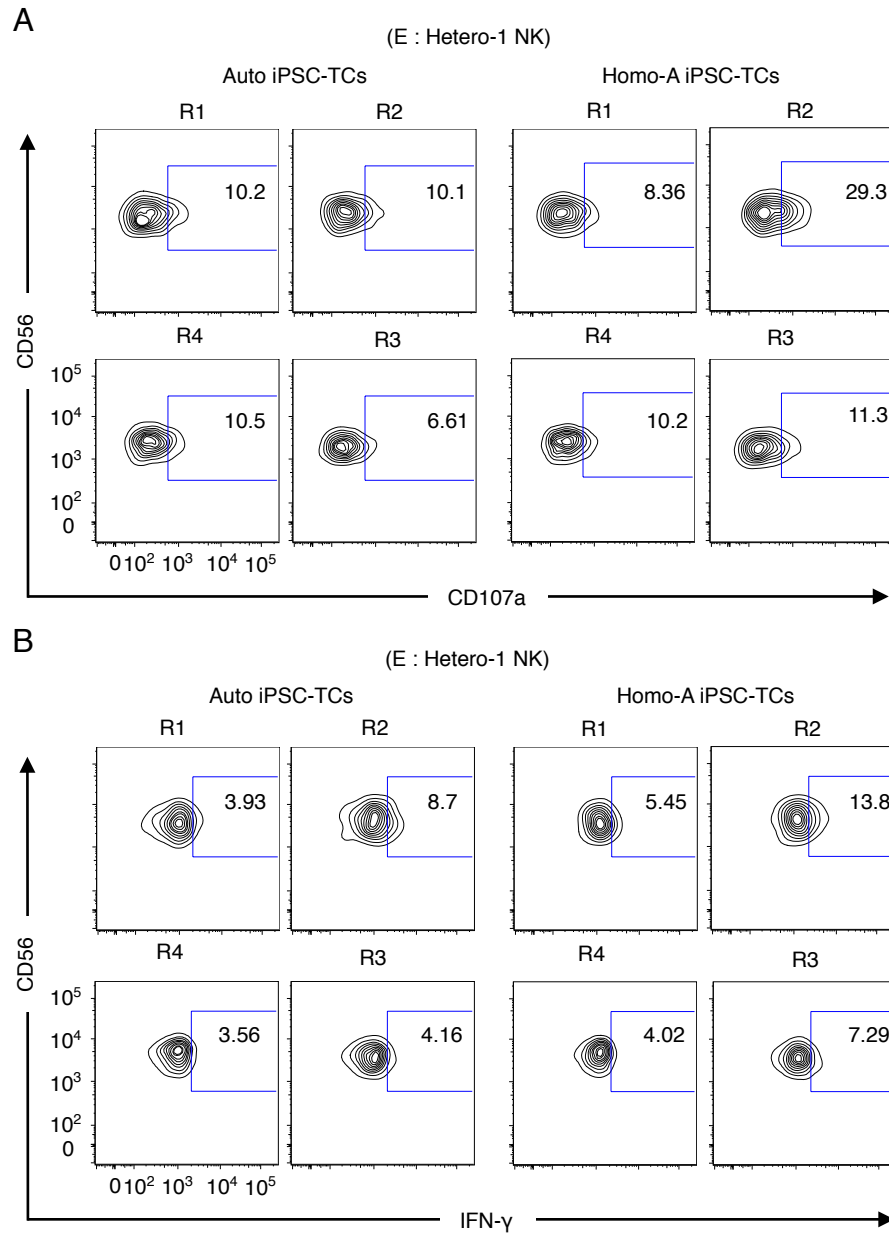 A
(E : Hetero-1 NK)
Auto iPSC-TCs Homo-A iPSC-TCs
R1 R2 R1 R2
10.2 10.1 8.36 29.3
R4 R3 R4 R3
10.5 6.61 10.2 11.3
CD56
10⁵
10⁴
10³
10²
0
0 10² 10³ 10⁴ 10⁵
CD107a
B
(E : Hetero-1 NK)
Auto iPSC-TCs Homo-A iPSC-TCs
R1 R2 R1 R2
3.93 8.7 5.45 13.8
R4 R3 R4 R3
3.56 4.16 4.02 7.29
CD56
10⁵
10⁴
10³
10²
0
0 10² 10³ 10⁴ 10⁵
IFN-γ